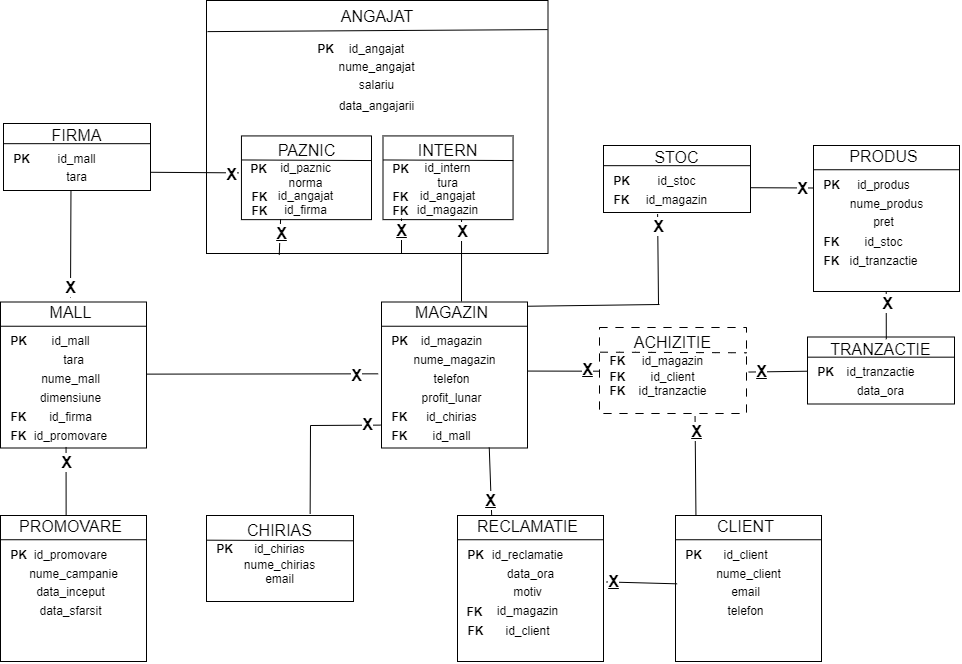 ANGAJAT
PK id_angajat
nume_angajat
salariu
data_angajarii
FIRMA
PK id_mall
tara
X
PAZNIC
PK id_paznic
norma
FK id_angajat
FK id_firma
X
INTERN
PK id_intern
tura
FK id_angajat
FK id_magazin
X
X
STOC
PK id_stoc
FK id_magazin
X
X
PRODUS
PK id_produs
nume_produs
pret
FK id_stoc
FK id_tranzactie
X
X
MALL
PK id_mall
tara
nume_mall
dimensiune
FK id_firma
FK id_promovare
X
X
MAGAZIN
PK id_magazin
nume_magazin
telefon
profit_lunar
FK id_chirias
FK id_mall
X
X
X
ACHIZITIE
FK id_magazin
FK id_client
FK id_tranzactie
X
X
TRANZACTIE
PK id_tranzactie
data_ora
PROMOVARE
PK id_promovare
nume_campanie
data_inceput
data_sfarsit
CHIRIAS
PK id_chirias
nume_chirias
email
X
RECLAMATIE
PK id_reclamatie
data_ora
motiv
FK id_magazin
FK id_client
X
CLIENT
PK id_client
nume_client
email
telefon